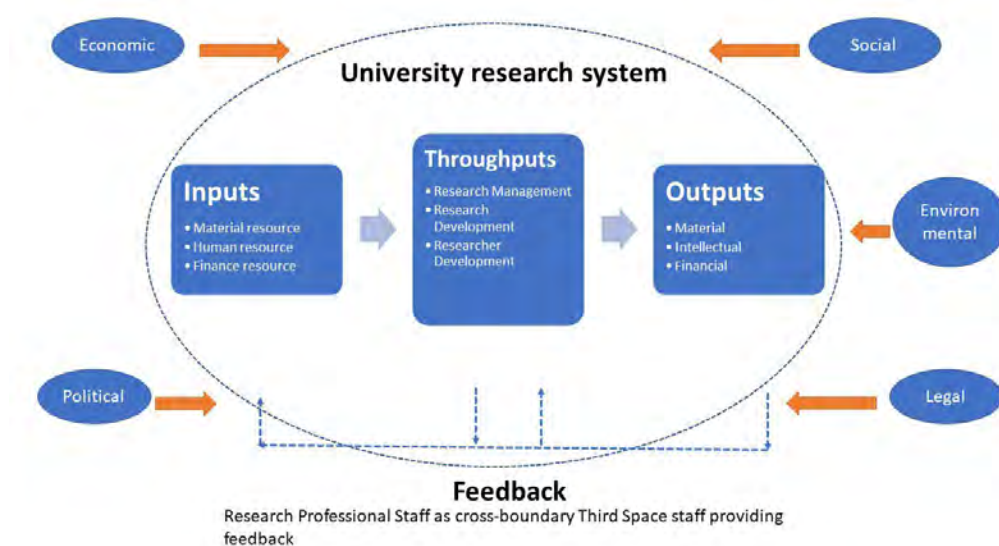 Economic
Social
University research system
Inputs
• Material resource
• Human resource
• Finance resource
Throughputs
• Research Management
• Research
Development
• Researcher
Development
Outputs
• Material
• Intellectual
• Financial
Environ
mental
Political
Legal
Feedback
Research Professional Staff as cross-boundary Third Space staff providing
feedback